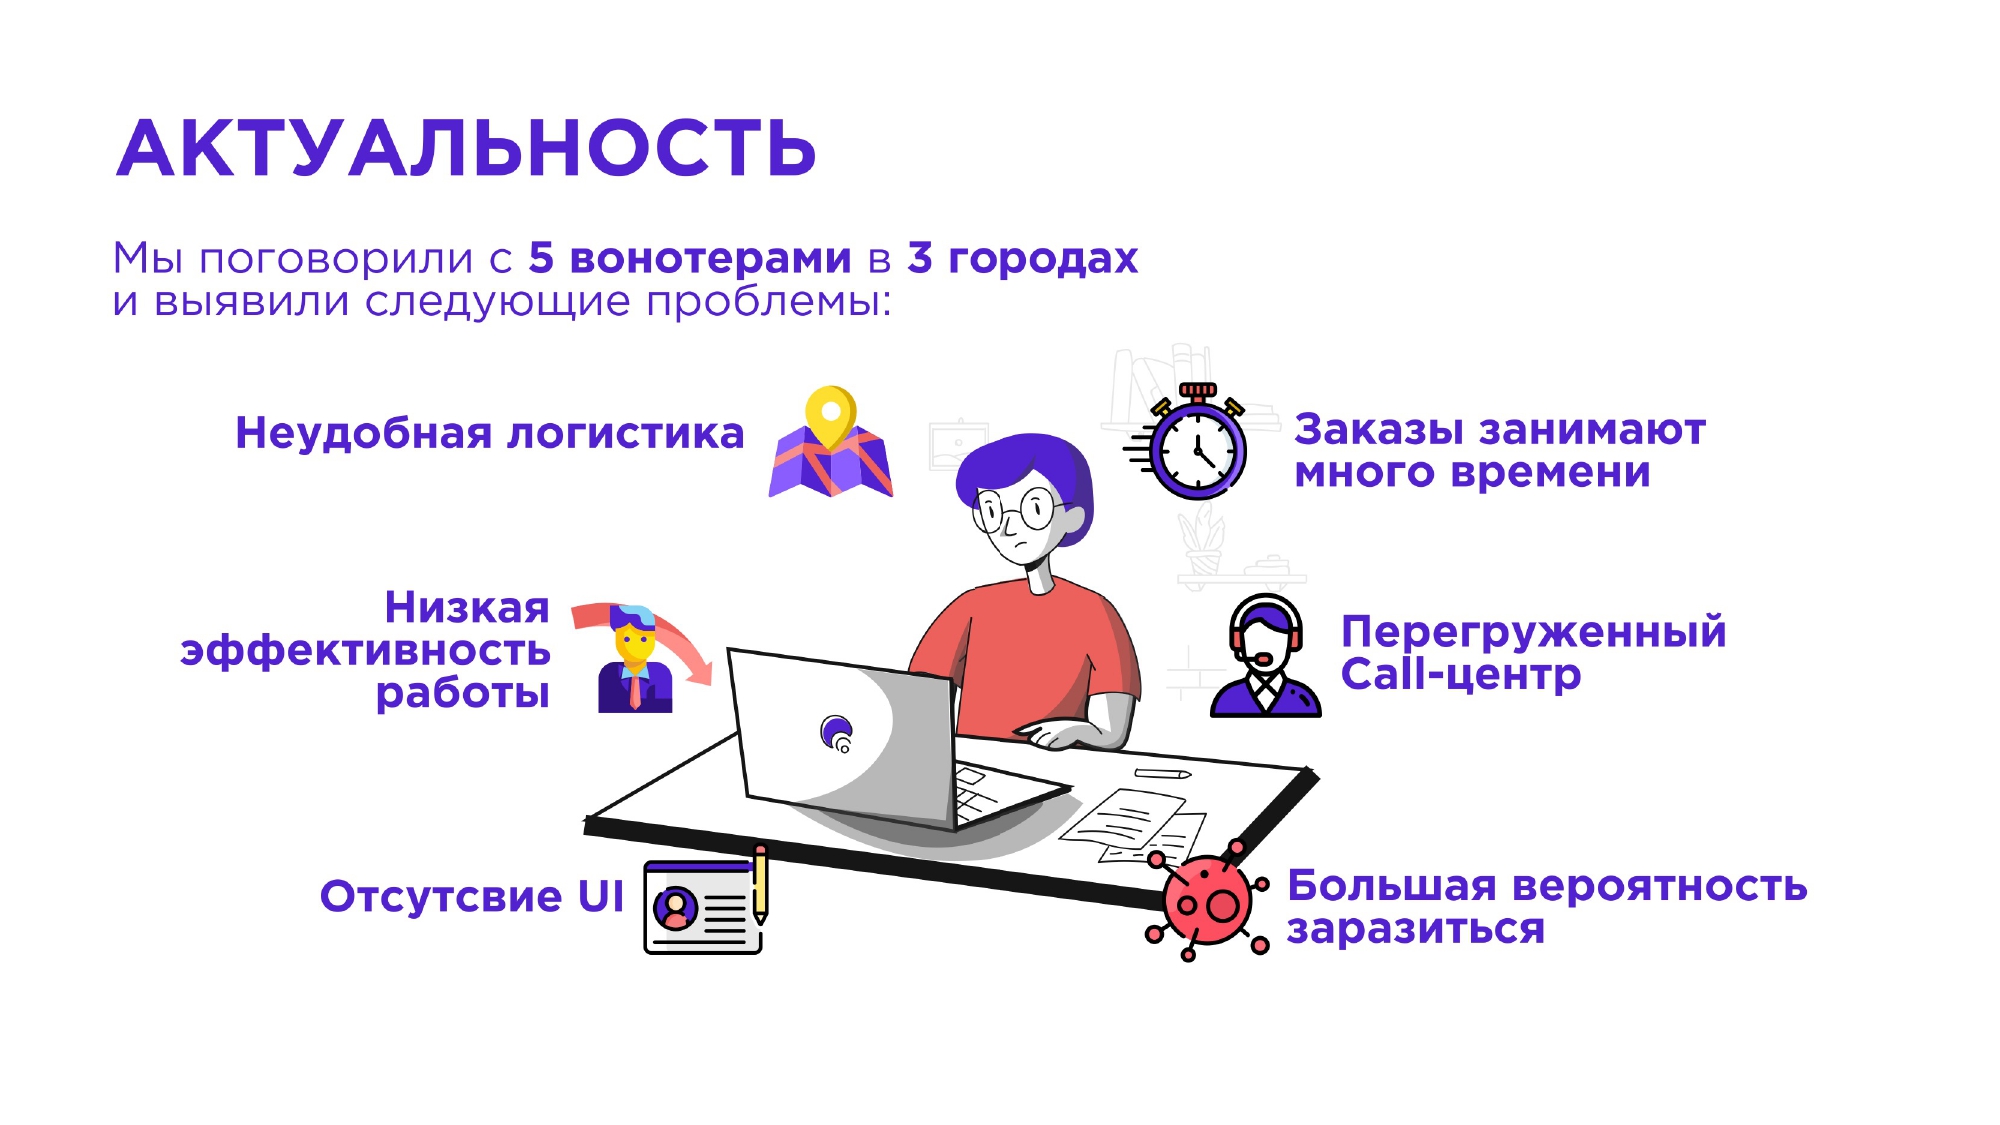 АКТУАЛЬНОСТЬ
Мы поговорили с 5 вонотерами в 3 городах
и выявили следующие проблемы:
Неудобная логистика
Заказы занимают
много времени
Низкая
эффективность
работы
Перегруженный
Call-центр
Отсутсвие UI
Большая вероятность
заразиться